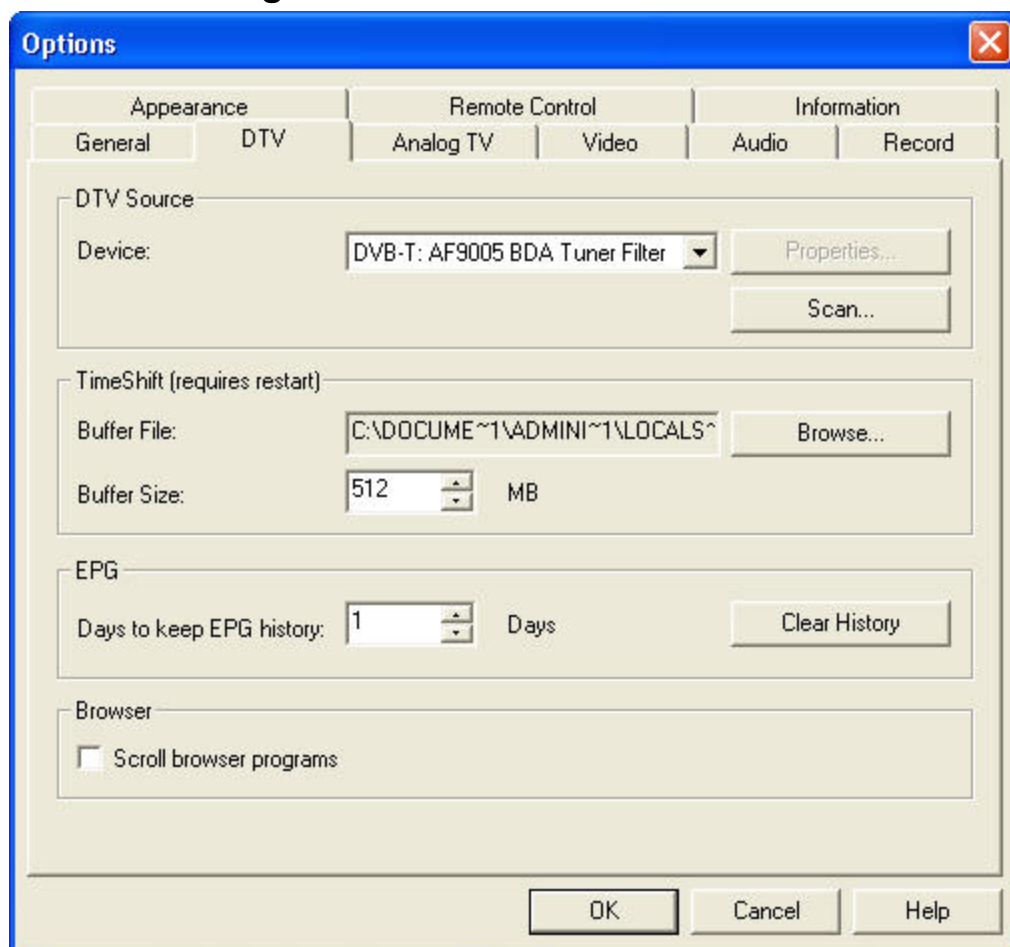 Options
Appearance Remote Control Information
General DTV Analog TV Video Audio Record
DTV Source
Device: DVB-T: AF9005 BDA Tuner Filter Properties...
Scan...
TimeShift (requires restart)
Buffer File: C:\DOCUME~1\ADMINI~1\LOCALS~ Browse...
Buffer Size: 512 MB
EPG
Days to keep EPG history: 1 Days Clear History
Browser
Scroll browser programs
OK Cancel Help